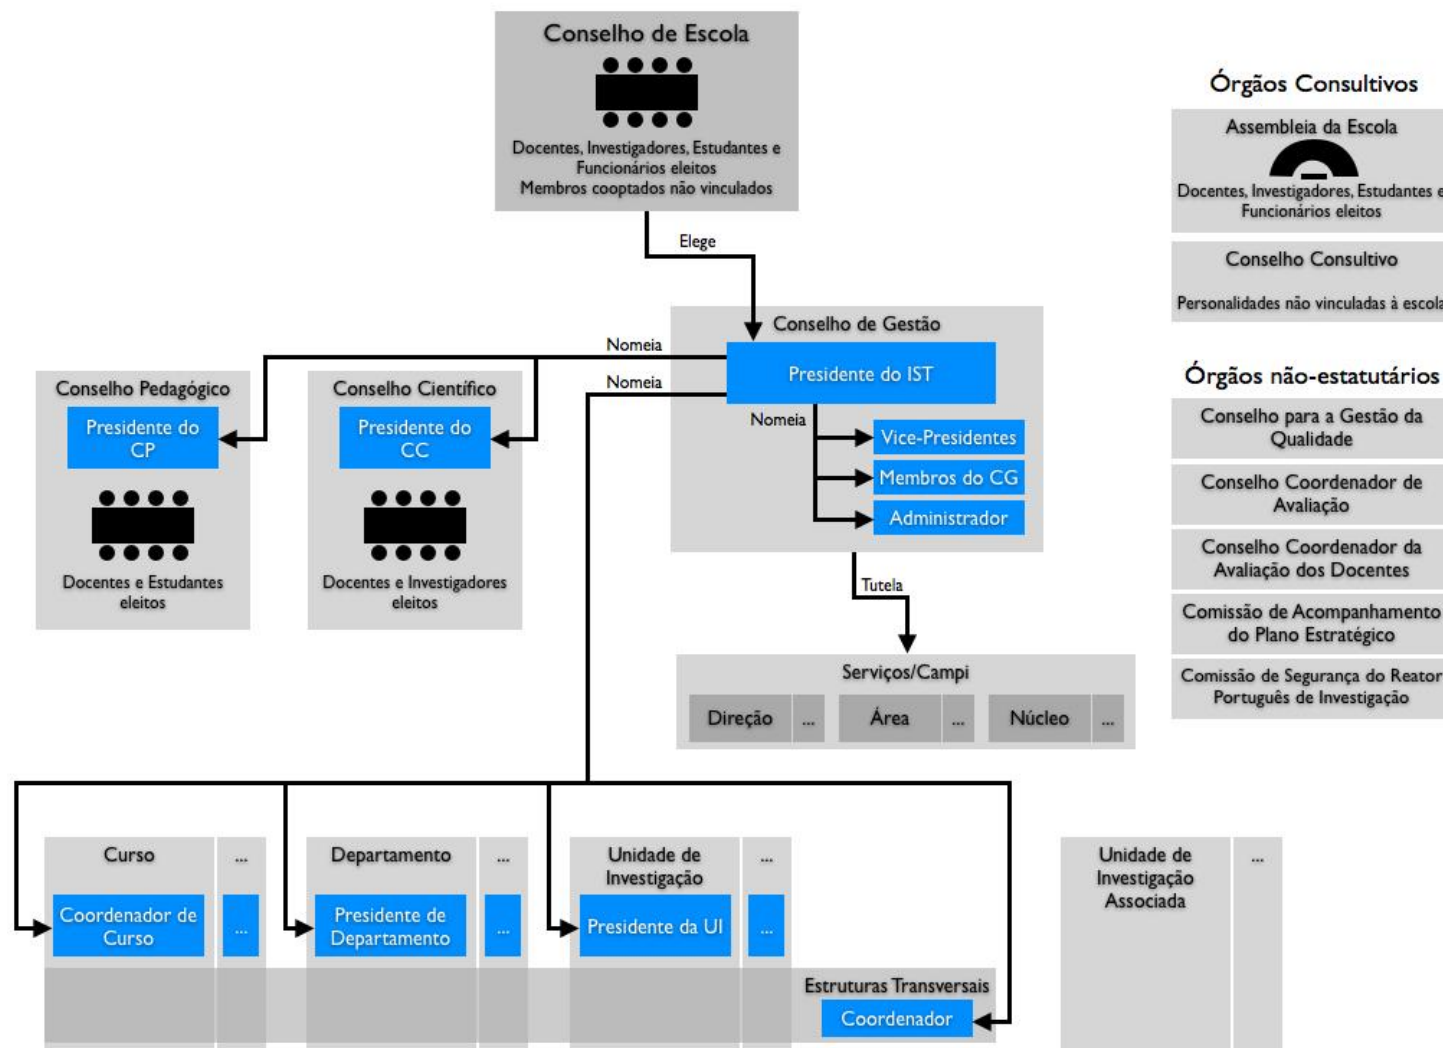 Conselho de Escola
Docentes, Investigadores, Estudantes e
Funcionários eleitos
Membros cooptados não vinculados
Elege
Conselho de Gestão
Presidente do IST
Nomeia
Nomeia
Nomeia
Vice-Presidentes
Membros do CG
Administrador
Conselho Pedagógico
Presidente do
CP
Docentes e Estudantes
eleitos
Conselho Científico
Presidente do
CC
Docentes e Investigadores
eleitos
Tutela
Serviços/Campi
Direção
...
Área
...
Núcleo
...
Órgãos Consultivos
Assembleia da Escola
Docentes, Investigadores, Estudantes e
Funcionários eleitos
Conselho Consultivo
Personalidades não vinculadas à escola
Órgãos não-estatutários
Conselho para a Gestão da
Qualidade
Conselho Coordenador de
Avaliação
Conselho Coordenador da
Avaliação dos Docentes
Comissão de Acompanhamento
do Plano Estratégico
Comissão de Segurança do Reator
Português de Investigação
Curso
...
Coordenador de
Curso
...
Departamento
...
Presidente de
Departamento
...
Unidade de
Investigação
...
Presidente da UI
...
Estruturas Transversais
Coordenador
Unidade de
Investigação
Associada
...